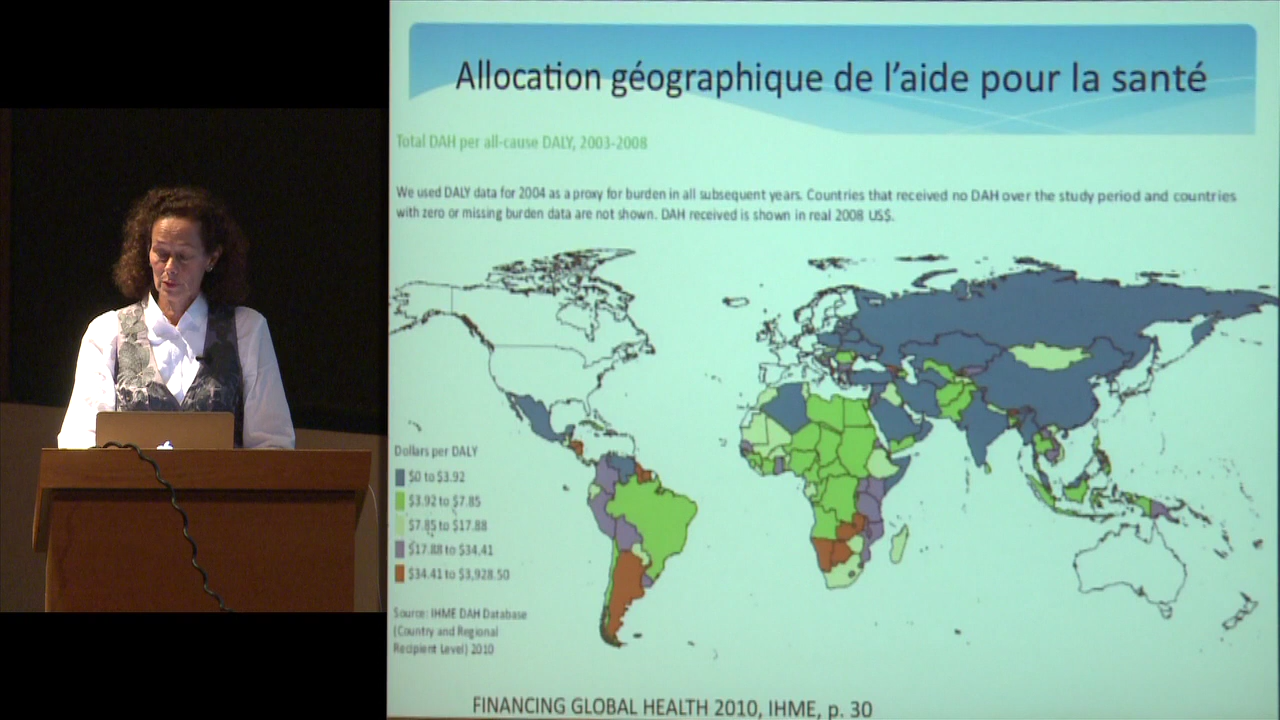 Allocation géographique de l'aide pour la santé
Total DAH per all-cause DALY, 2003-2008
We used DALY data for 2004 as a proxy for burden in all subsequent years. Countries that received no DAH over the study period and countries
with zero or missing burden data are not shown. DAH received is shown in real 2008 US$.
Dollars per DALY
$0 to $3.92
$3.92 to $7.85
$7.85 to $17.88
$17.88 to $34.41
$34.41 to $3,928.50
Source: IHME DAH Database
(Country and Regional
Recipient Level) 2010
FINANCING GLOBAL HEALTH 2010, IHME, p. 30